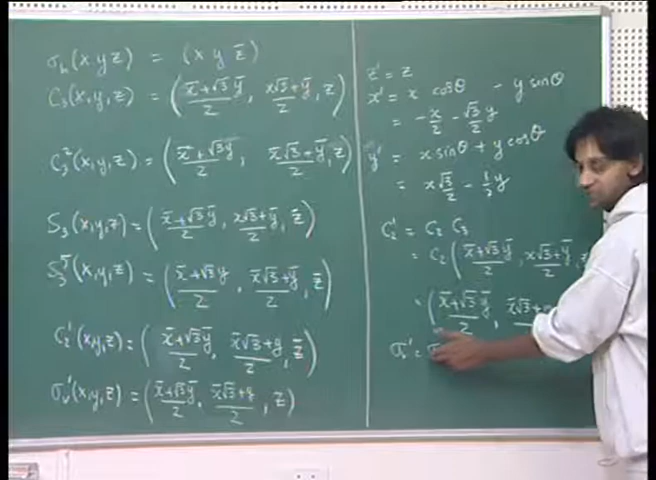 σₕ(x,y,z) = (x y z̄)
C₃(x,y,z) = ((x̄+√3ȳ)/2, (x√3+ȳ)/2, z)
C₃²(x,y,z) = ((x̄+√3y)/2, (x̄√3+ȳ)/2, z)
S₃(x,y,z) = ((x̄+√3ȳ)/2, (x√3+ȳ)/2, z̄)
S₃⁵(x,y,z) = ((x̄+√3y)/2, (x̄√3+ȳ)/2, z̄)
C₂'(x,y,z) = ((x̄+√3ȳ)/2, (x̄√3+y)/2, z̄)
σᵥ'(x,y,z) = ((x̄+√3ȳ)/2, (x̄√3+y)/2, z)
z' = z
x' = x cosθ - y sinθ
= -x/2 - √3/2 y
y' = x sinθ + y cosθ
= x√3/2 - 1/2 y
C₂' = C₂ C₃
= C₂((x̄+√3ȳ)/2, (x√3+ȳ)/2,
= ((x̄+√3ȳ)/2, x̄√3+
σᵥ' =